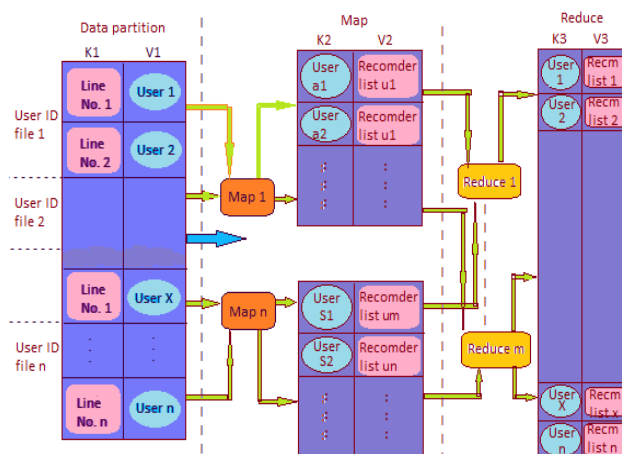 Data partition
Map
Reduce
K1 V1
K2 V2
K3 V3
User ID
file 1
User ID
file 2
User ID
file n
Line
No. 1
User 1
Line
No. 2
User 2
Line
No. 1
User X
Line
No. n
User n
Map 1
Map n
User
a1
Recomder
list u1
User
a2
Recomder
list u1
User
S1
Recomder
list um
User
S2
Recomder
list un
Reduce 1
Reduce m
User
1
Recm
list 1
User
2
Recm
list 2
User
X
Recm
list x
User
n
Recm
list n